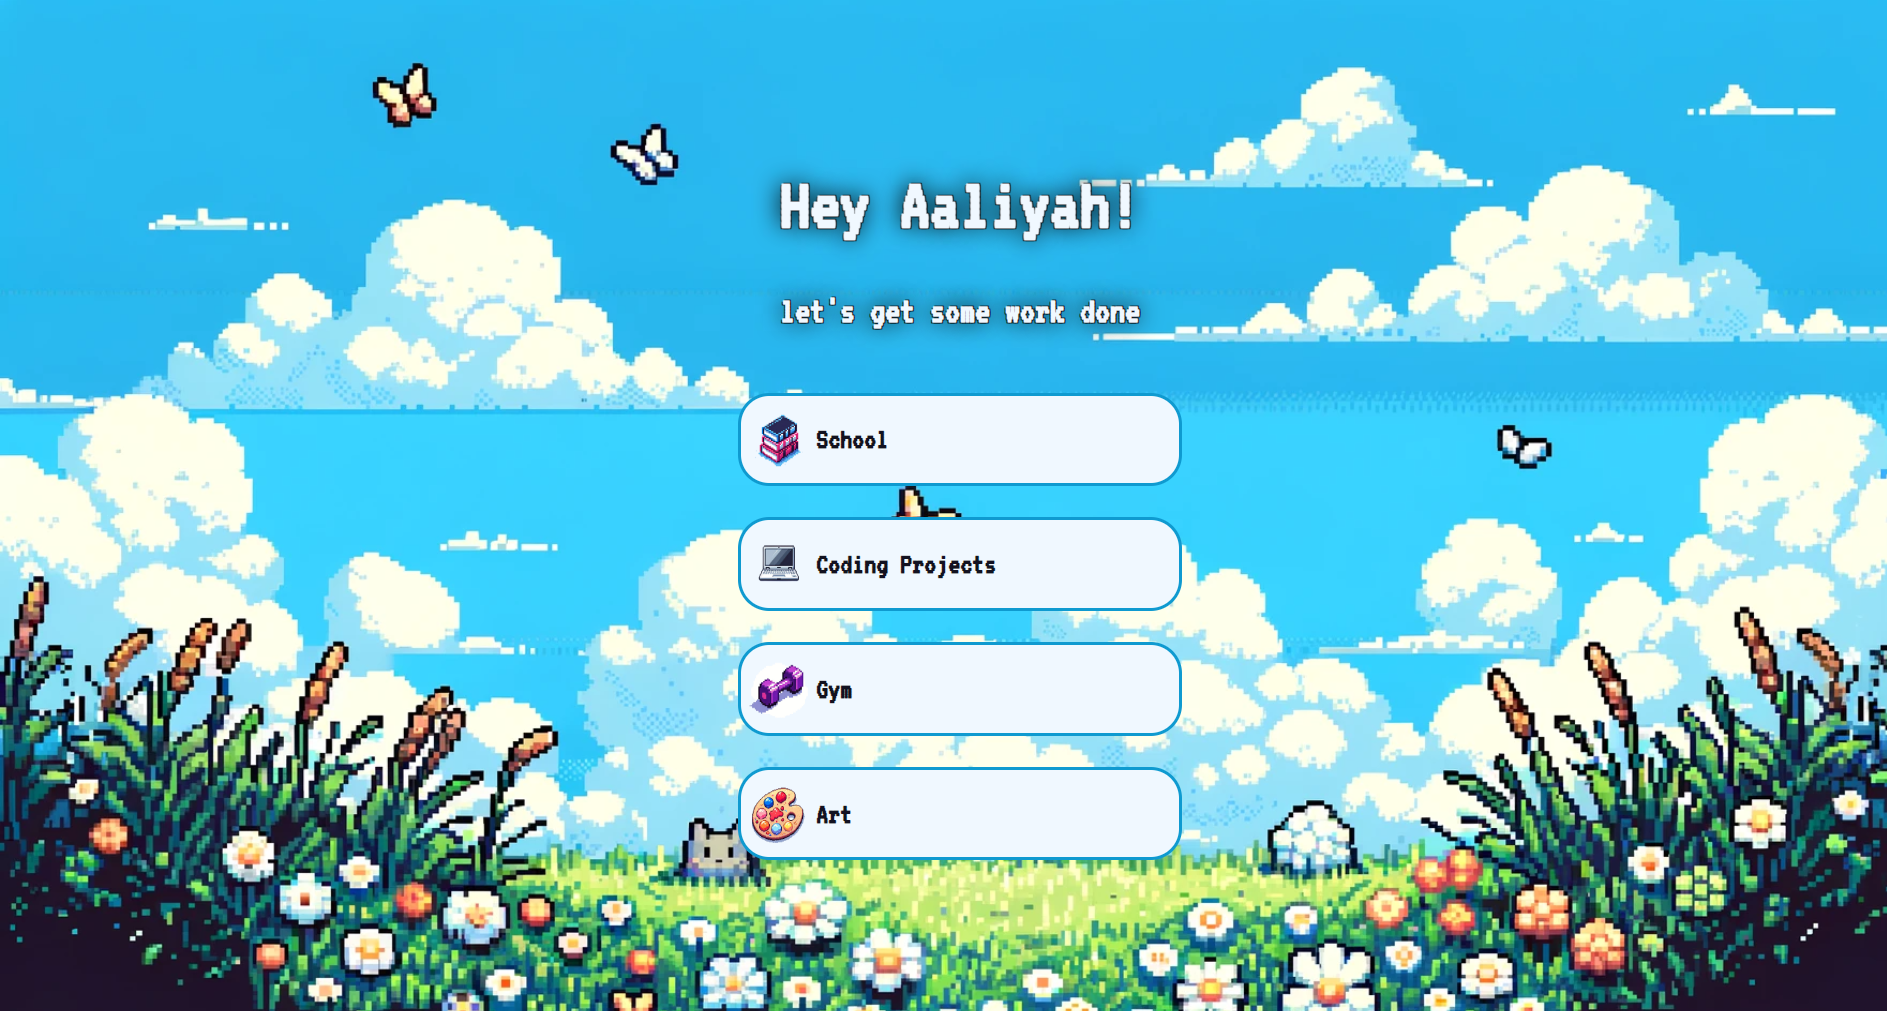 Hey Aaliyah!
let's get some work done
School
Coding Projects
Gym
Art